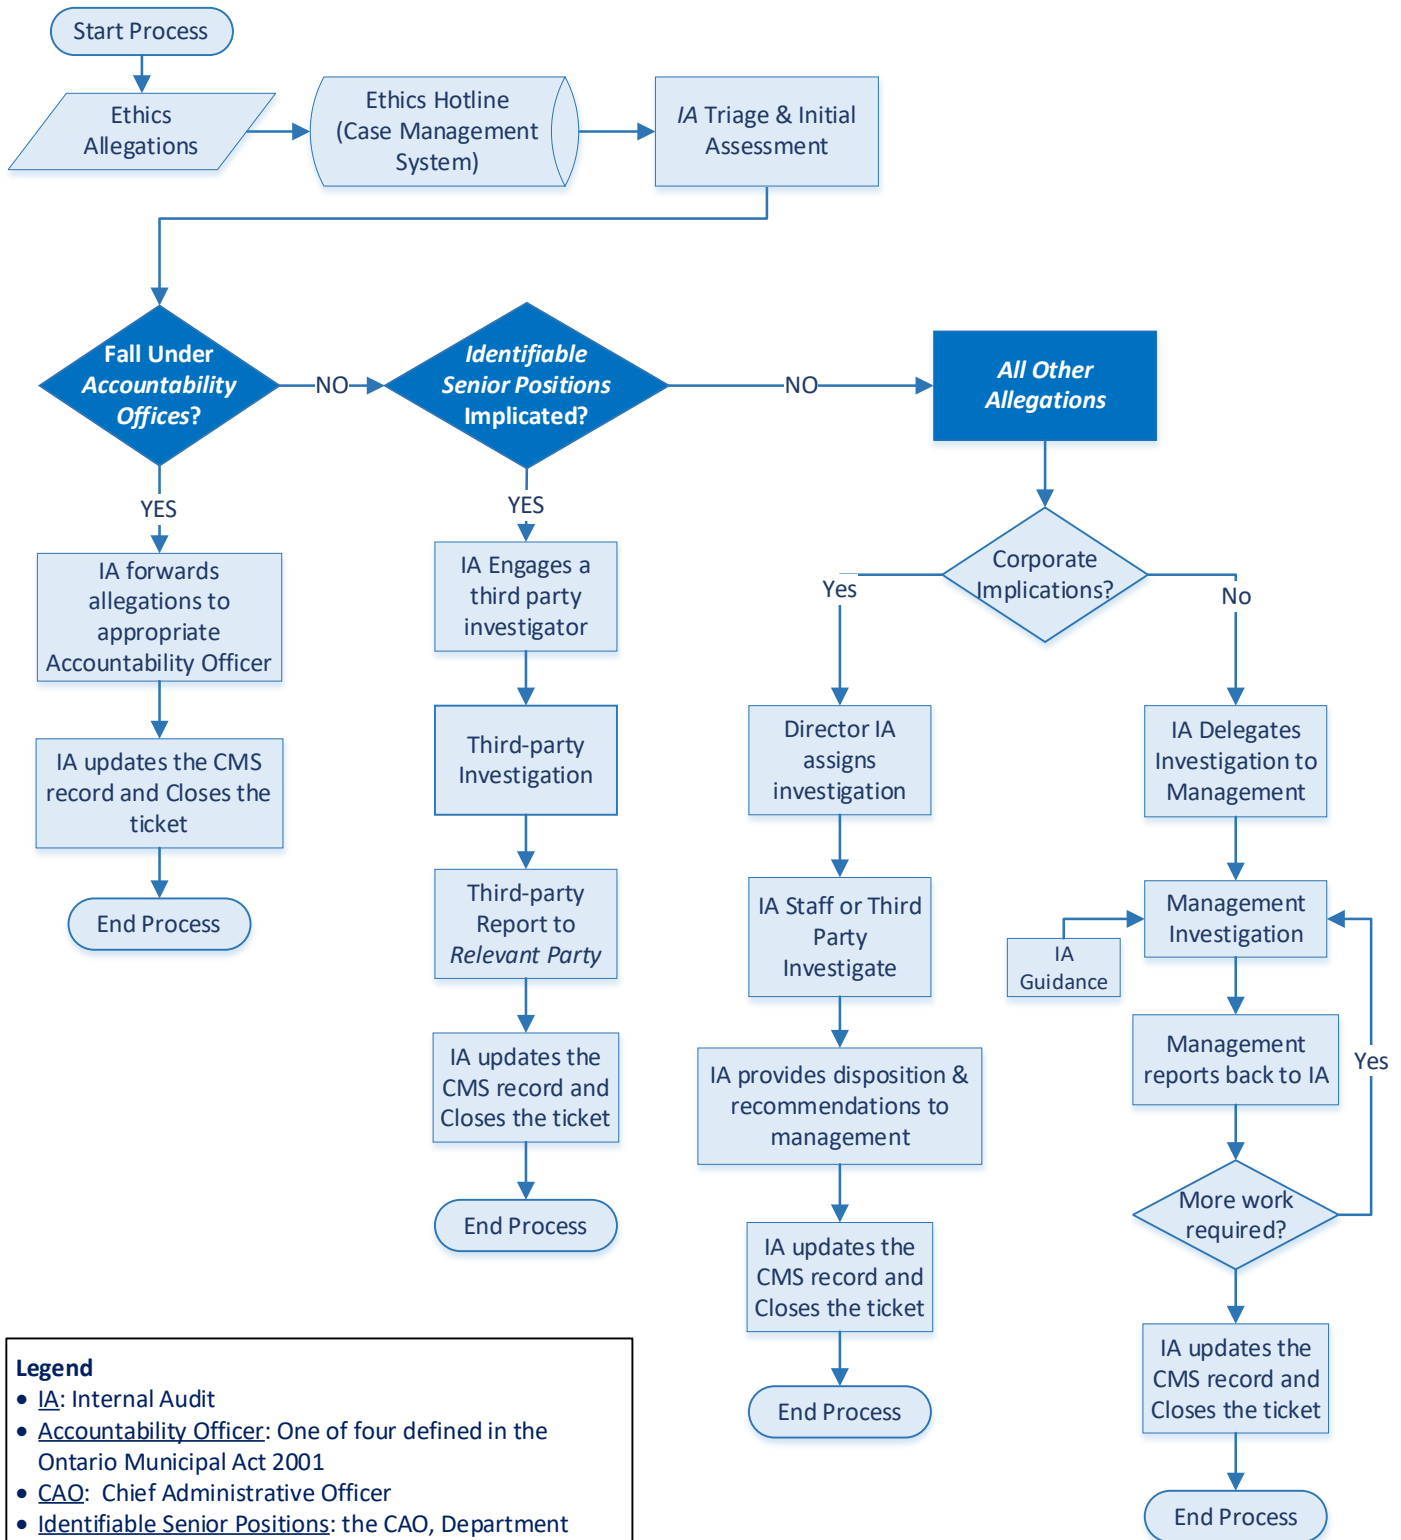 Start Process
Ethics
Allegations
Ethics Hotline
(Case Management
System)
IA Triage & Initial
Assessment
Fall Under
Accountability
Offices?
NO
Identifiable
Senior Positions
Implicated?
NO
All Other
Allegations
YES
YES
IA forwards
allegations to
appropriate
Accountability Officer
IA updates the CMS
record and Closes the
ticket
End Process
IA Engages a
third party
investigator
Third-party
Investigation
Third-party
Report to
Relevant Party
IA updates the
CMS record and
Closes the ticket
End Process
Corporate
Implications?
Yes
No
Director IA
assigns
investigation
IA Staff or Third
Party
Investigate
IA provides disposition &
recommendations to
management
IA updates the
CMS record and
Closes the ticket
End Process
IA Delegates
Investigation to
Management
Management
Investigation
IA
Guidance
Management
reports back to IA
Yes
More work
required?
IA updates the
CMS record and
Closes the ticket
End Process
Legend
• IA: Internal Audit
• Accountability Officer: One of four defined in the
Ontario Municipal Act 2001
• CAO: Chief Administrative Officer
• Identifiable Senior Positions: the CAO, Department